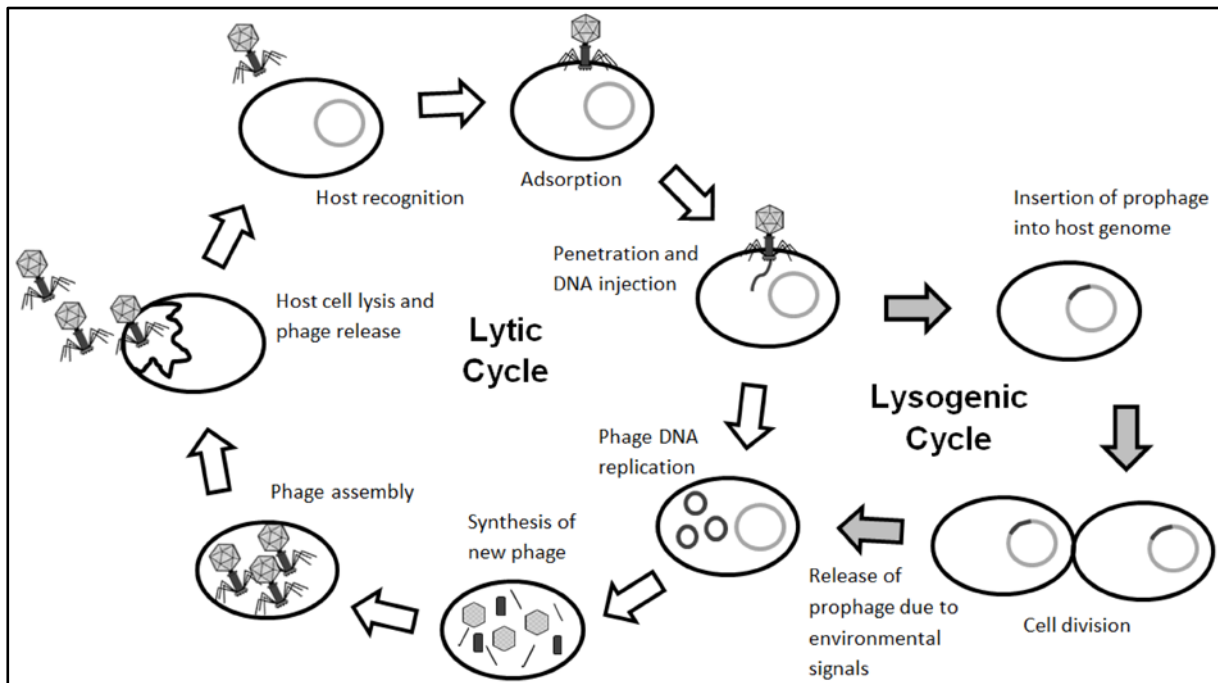 Host recognition
Adsorption
Penetration and
DNA injection
Insertion of prophage
into host genome
Host cell lysis and
phage release
Lytic
Cycle
Lysogenic
Cycle
Phage DNA
replication
Phage assembly
Synthesis of
new phage
Release of
prophage due to
environmental
signals
Cell division